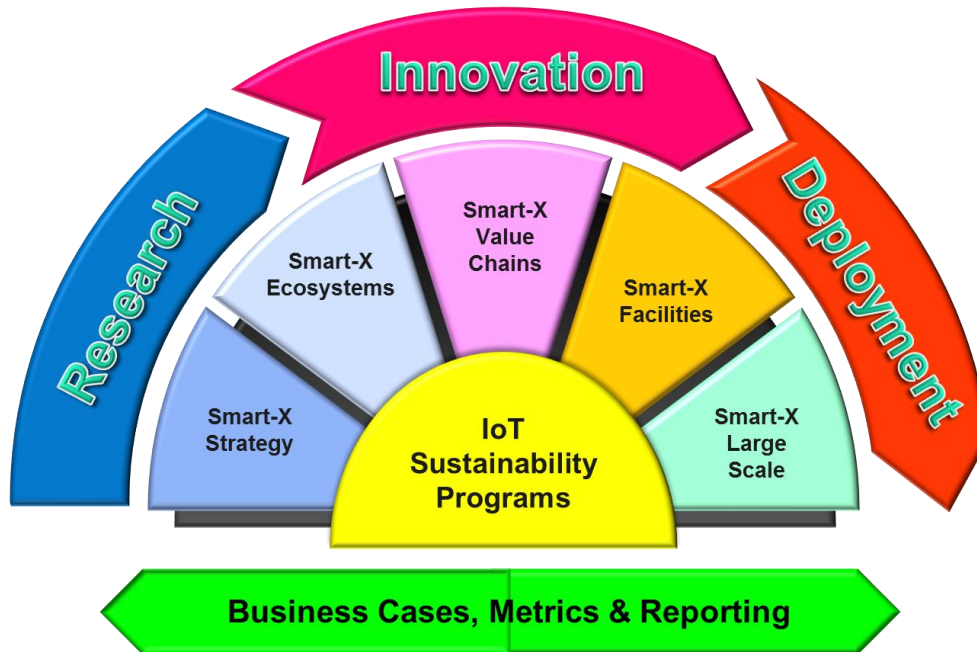 Innovation
Research
Deployment
Smart-X
Strategy
Smart-X
Ecosystems
Smart-X
Value
Chains
Smart-X
Facilities
Smart-X
Large
Scale
IoT
Sustainability
Programs
Business Cases, Metrics & Reporting